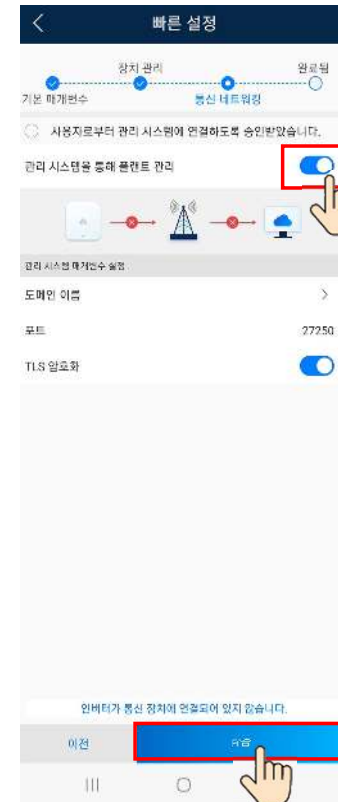 빠른 설정
장치 관리
완료됨
기본 매개변수
통신 네트워킹
사용자로부터 관리 시스템에 연결하도록 승인받았습니다.
관리 시스템을 통해 플랜트 관리
관리 시스템 매개변수 설정
도메인 이름
포트
27250
TLS 암호화
인버터가 통신 장치에 연결되어 있지 않습니다.
이전